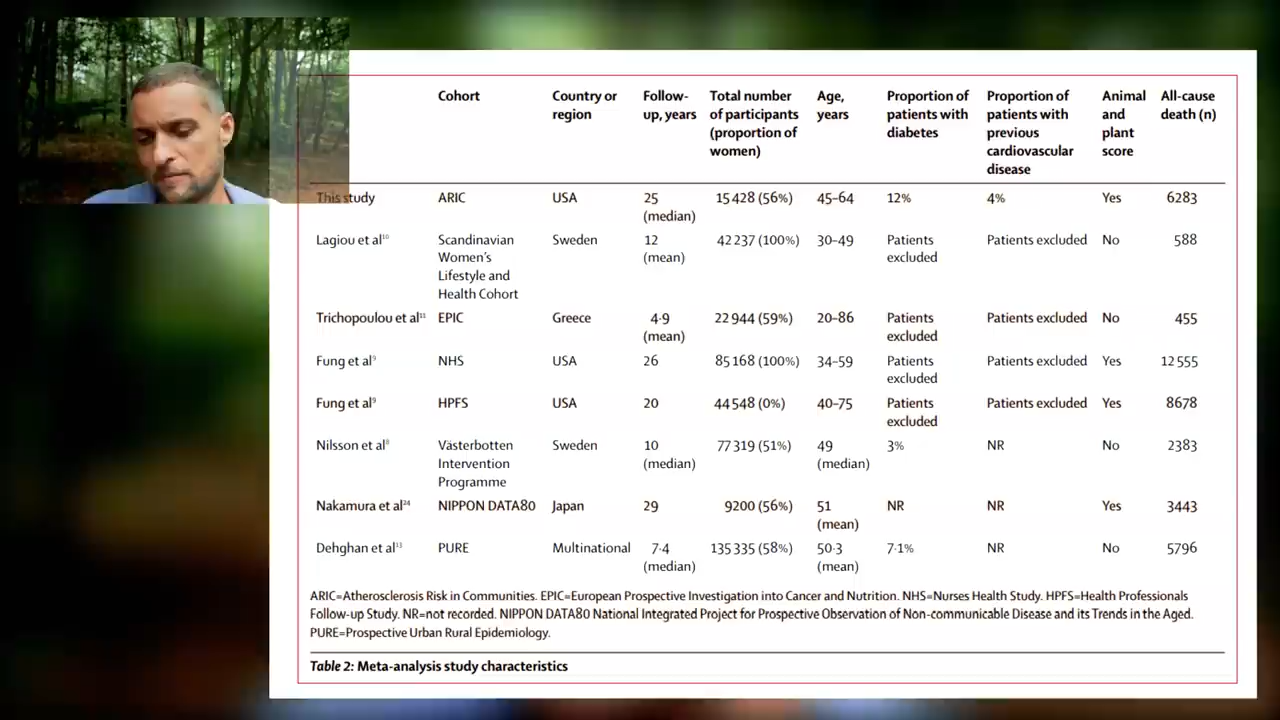 Cohort Country or region Follow-up, years Total number of participants (proportion of women) Age, years Proportion of patients with diabetes Proportion of patients with previous cardiovascular disease Animal and plant score All-cause death (n)
This study ARIC USA 25 (median) 15 428 (56%) 45–64 12% 4% Yes 6283
Lagiou et al¹⁰ Scandinavian Women's Lifestyle and Health Cohort Sweden 12 (mean) 42 237 (100%) 30–49 Patients excluded Patients excluded No 588
Trichopoulou et al¹¹ EPIC Greece 4·9 (mean) 22 944 (59%) 20–86 Patients excluded Patients excluded No 455
Fung et al⁹ NHS USA 26 85 168 (100%) 34–59 Patients excluded Patients excluded Yes 12 555
Fung et al⁹ HPFS USA 20 44 548 (0%) 40–75 Patients excluded Patients excluded Yes 8678
Nilsson et al⁸ Västerbotten Intervention Programme Sweden 10 (median) 77 319 (51%) 49 (median) 3% NR No 2383
Nakamura et al²⁴ NIPPON DATA80 Japan 29 9200 (56%) 51 (mean) NR NR Yes 3443
Dehghan et al¹³ PURE Multinational 7·4 (median) 135 335 (58%) 50·3 (mean) 7·1% NR No 5796
ARIC=Atherosclerosis Risk in Communities. EPIC=European Prospective Investigation into Cancer and Nutrition. NHS=Nurses Health Study. HPFS=Health Professionals
Follow-up Study. NR=not recorded. NIPPON DATA80 National Integrated Project for Prospective Observation of Non-communicable Disease and its Trends in the Aged.
PURE=Prospective Urban Rural Epidemiology.
Table 2: Meta-analysis study characteristics